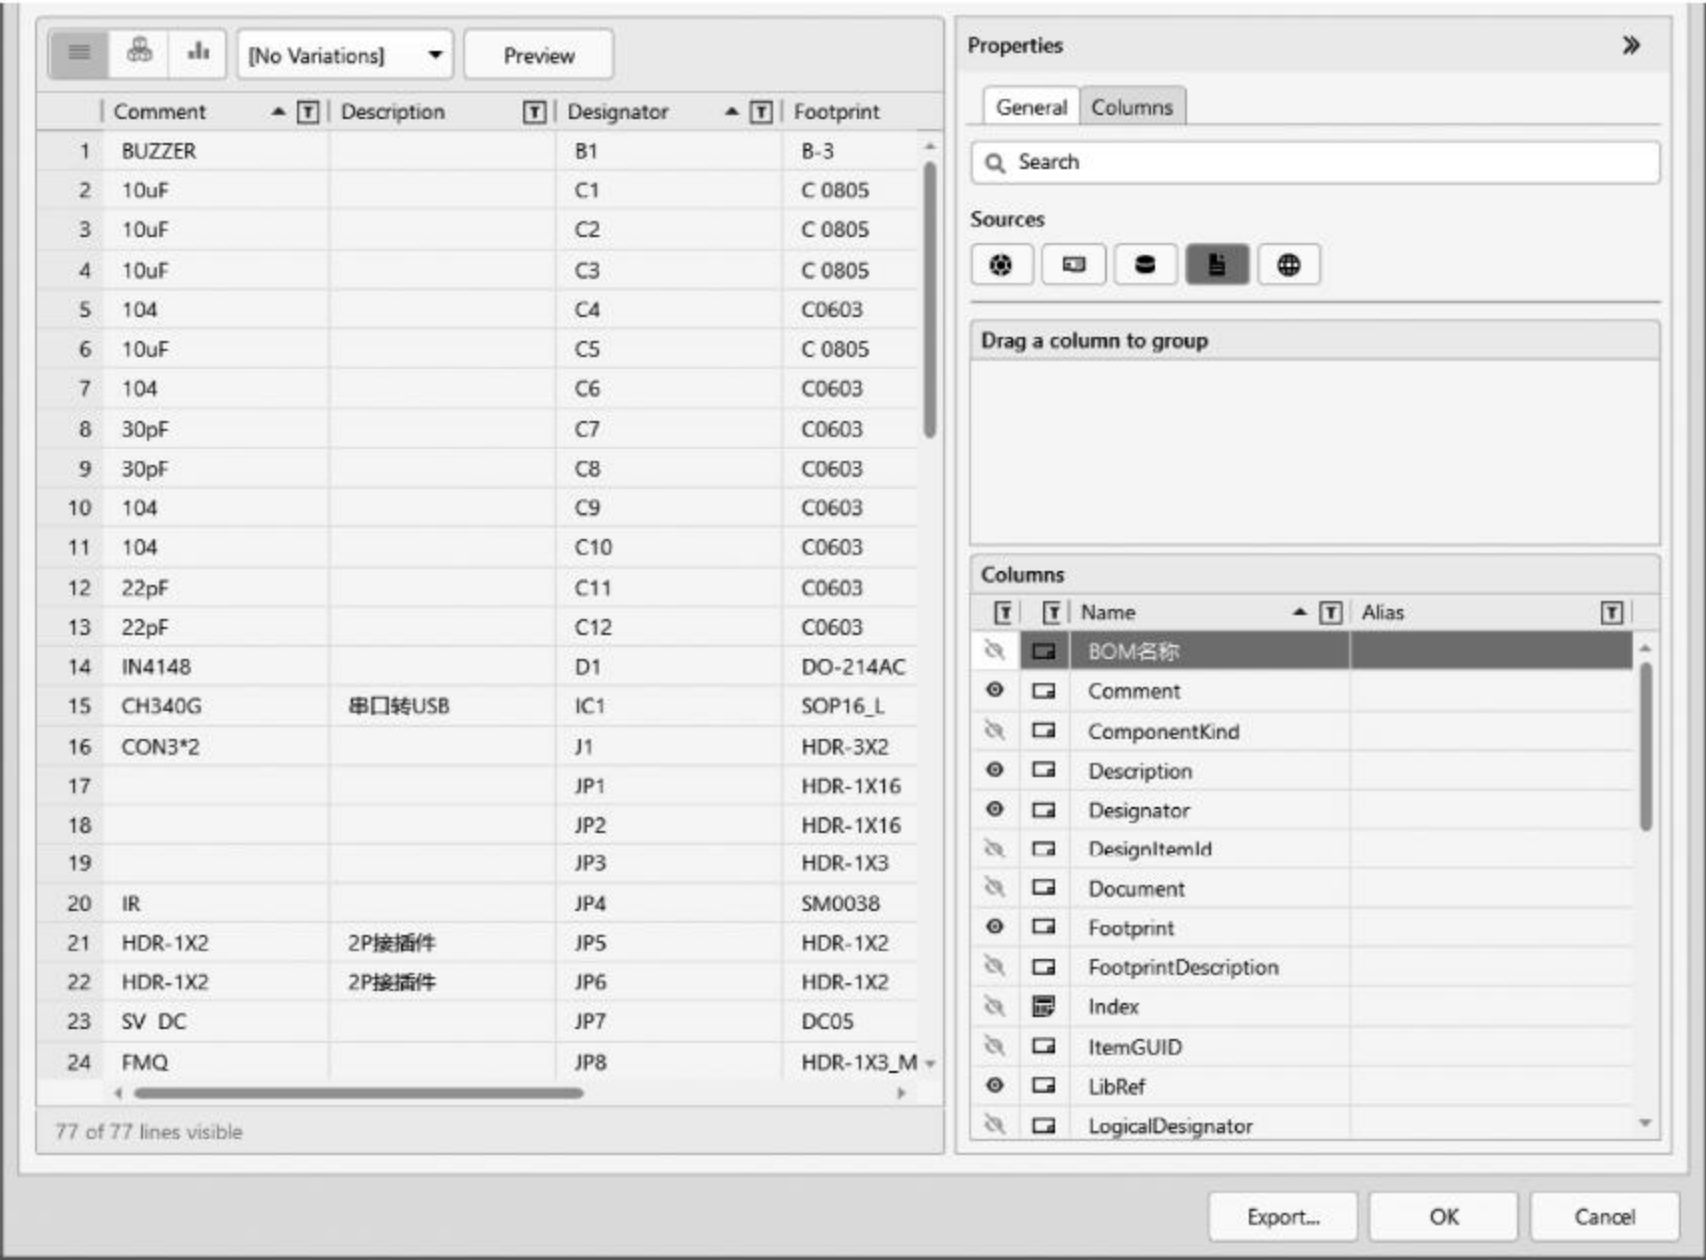 [No Variations] Preview
Comment Description Designator Footprint
1 BUZZER B1 B-3
2 10uF C1 C 0805
3 10uF C2 C 0805
4 10uF C3 C 0805
5 104 C4 C0603
6 10uF C5 C 0805
7 104 C6 C0603
8 30pF C7 C0603
9 30pF C8 C0603
10 104 C9 C0603
11 104 C10 C0603
12 22pF C11 C0603
13 22pF C12 C0603
14 IN4148 D1 DO-214AC
15 CH340G 串口转USB IC1 SOP16_L
16 CON3*2 J1 HDR-3X2
17 JP1 HDR-1X16
18 JP2 HDR-1X16
19 JP3 HDR-1X3
20 IR JP4 SM0038
21 HDR-1X2 2P接插件 JP5 HDR-1X2
22 HDR-1X2 2P接插件 JP6 HDR-1X2
23 SV DC JP7 DC05
24 FMQ JP8 HDR-1X3_M
77 of 77 lines visible
Properties
General Columns
Search
Sources
Drag a column to group
Columns
Name Alias
BOM名称
Comment
ComponentKind
Description
Designator
DesignItemId
Document
Footprint
FootprintDescription
Index
ItemGUID
LibRef
LogicalDesignator
Export... OK Cancel